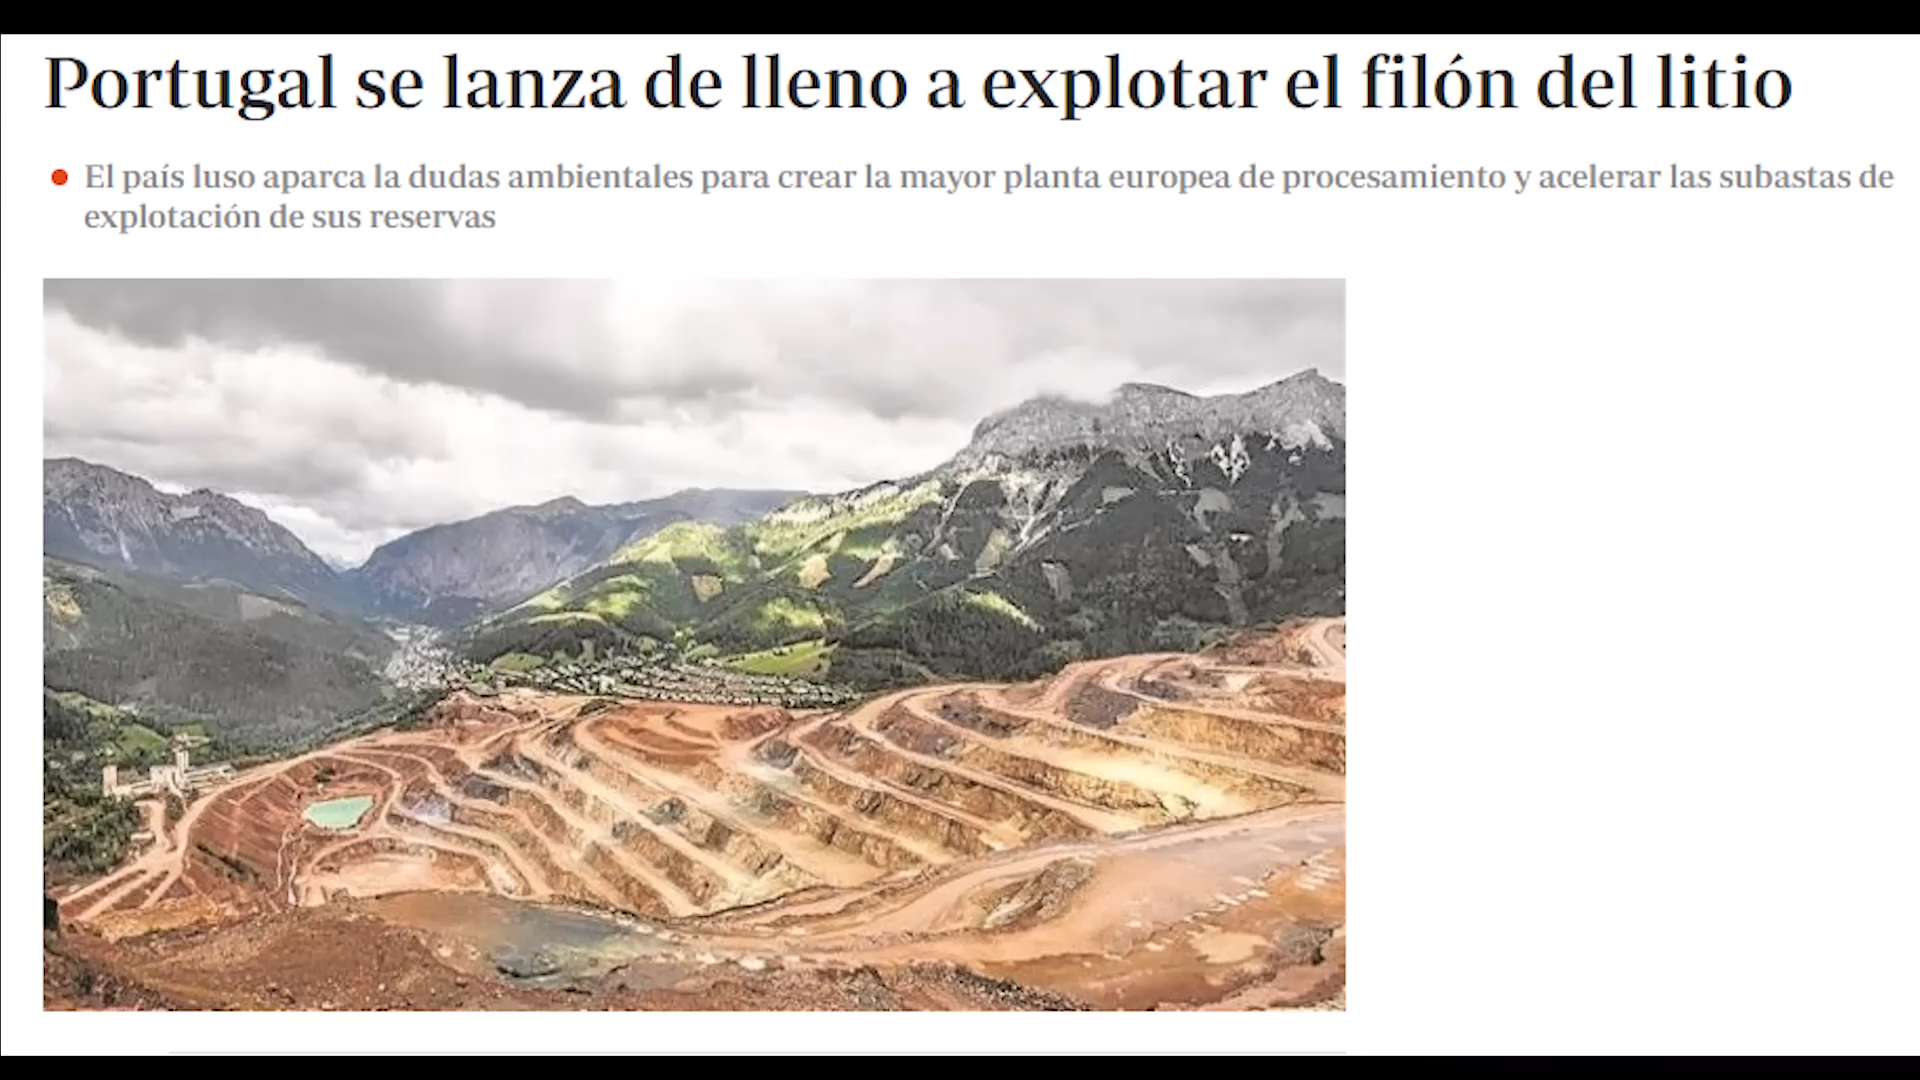 Portugal se lanza de lleno a explotar el filón del litio
El país luso aparca la dudas ambientales para crear la mayor planta europea de procesamiento y acelerar las subastas de
explotación de sus reservas